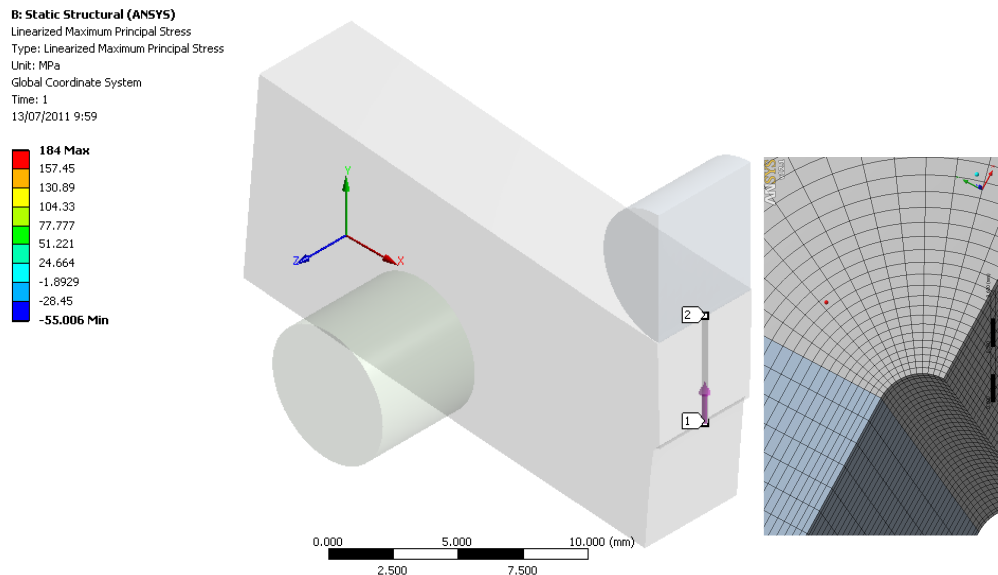 B: Static Structural (ANSYS)
Linearized Maximum Principal Stress
Type: Linearized Maximum Principal Stress
Unit: MPa
Global Coordinate System
Time: 1
13/07/2011 9:59
184 Max
157.45
130.89
104.33
77.777
51.221
24.664
-1.8929
-28.45
-55.006 Min
Y
Z
X
2
1
ANSYS
0.000
5.000
10.000 (mm)
2.500
7.500